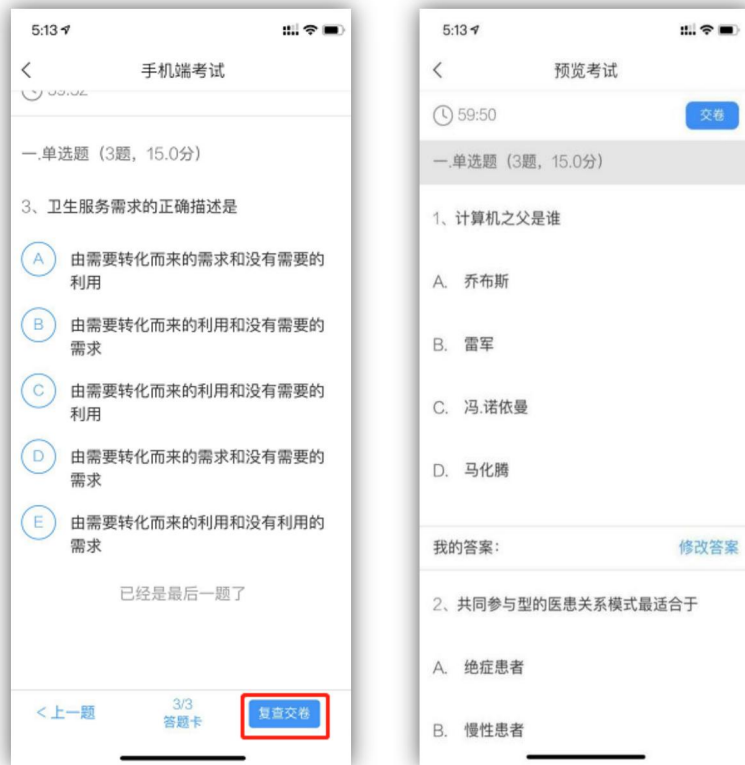 5:13
手机端考试
59:52
一.单选题（3题，15.0分）
3、卫生服务需求的正确描述是
A 由需要转化而来的需求和没有需要的
利用
B 由需要转化而来的利用和没有需要的
需求
C 由需要转化而来的利用和没有需要的
利用
D 由需要转化而来的需求和没有需要的
需求
E 由需要转化而来的利用和没有利用的
需求
已经是最后一题了
<上一题
3/3
答题卡
复查交卷
5:13
预览考试
59:50
交卷
一.单选题（3题，15.0分）
1、计算机之父是谁
A. 乔布斯
B. 雷军
C. 冯.诺依曼
D. 马化腾
我的答案：
修改答案
2、共同参与型的医患关系模式最适合于
A. 绝症患者
B. 慢性患者